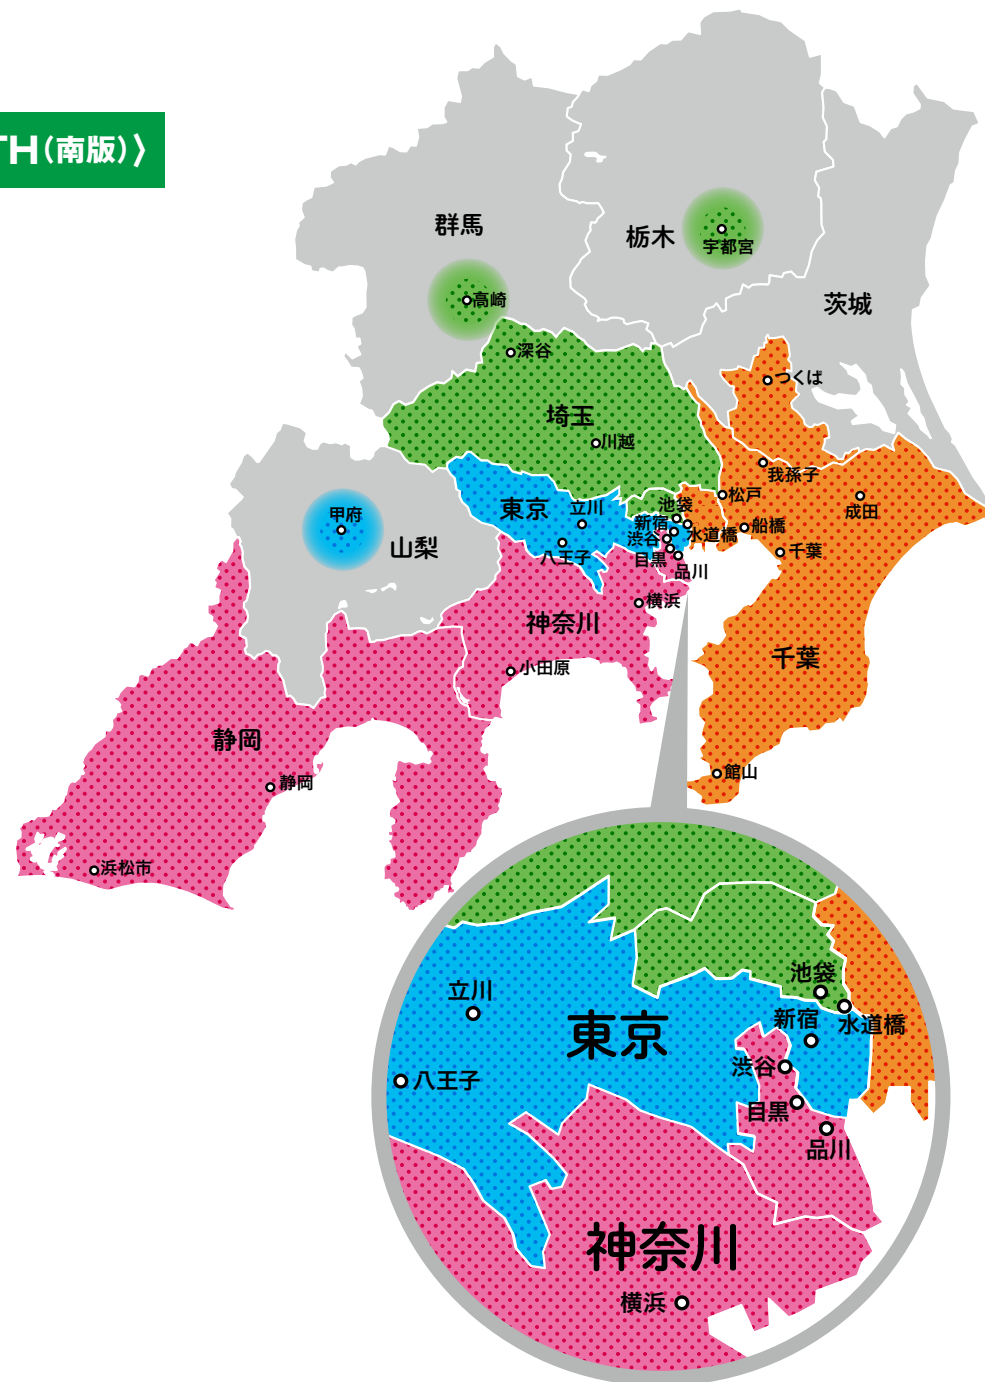 TH（南版）〉
群馬
栃木
宇都宮
高崎
茨城
深谷
つくば
埼玉
川越
我孫子
松戸
成田
東京
立川
池袋
新宿
水道橋
船橋
渋谷
八王子
目黒
品川
千葉
甲府
山梨
横浜
神奈川
小田原
千葉
静岡
静岡
館山
浜松市
池袋
立川
新宿
水道橋
東京
渋谷
八王子
目黒
品川
神奈川
横浜